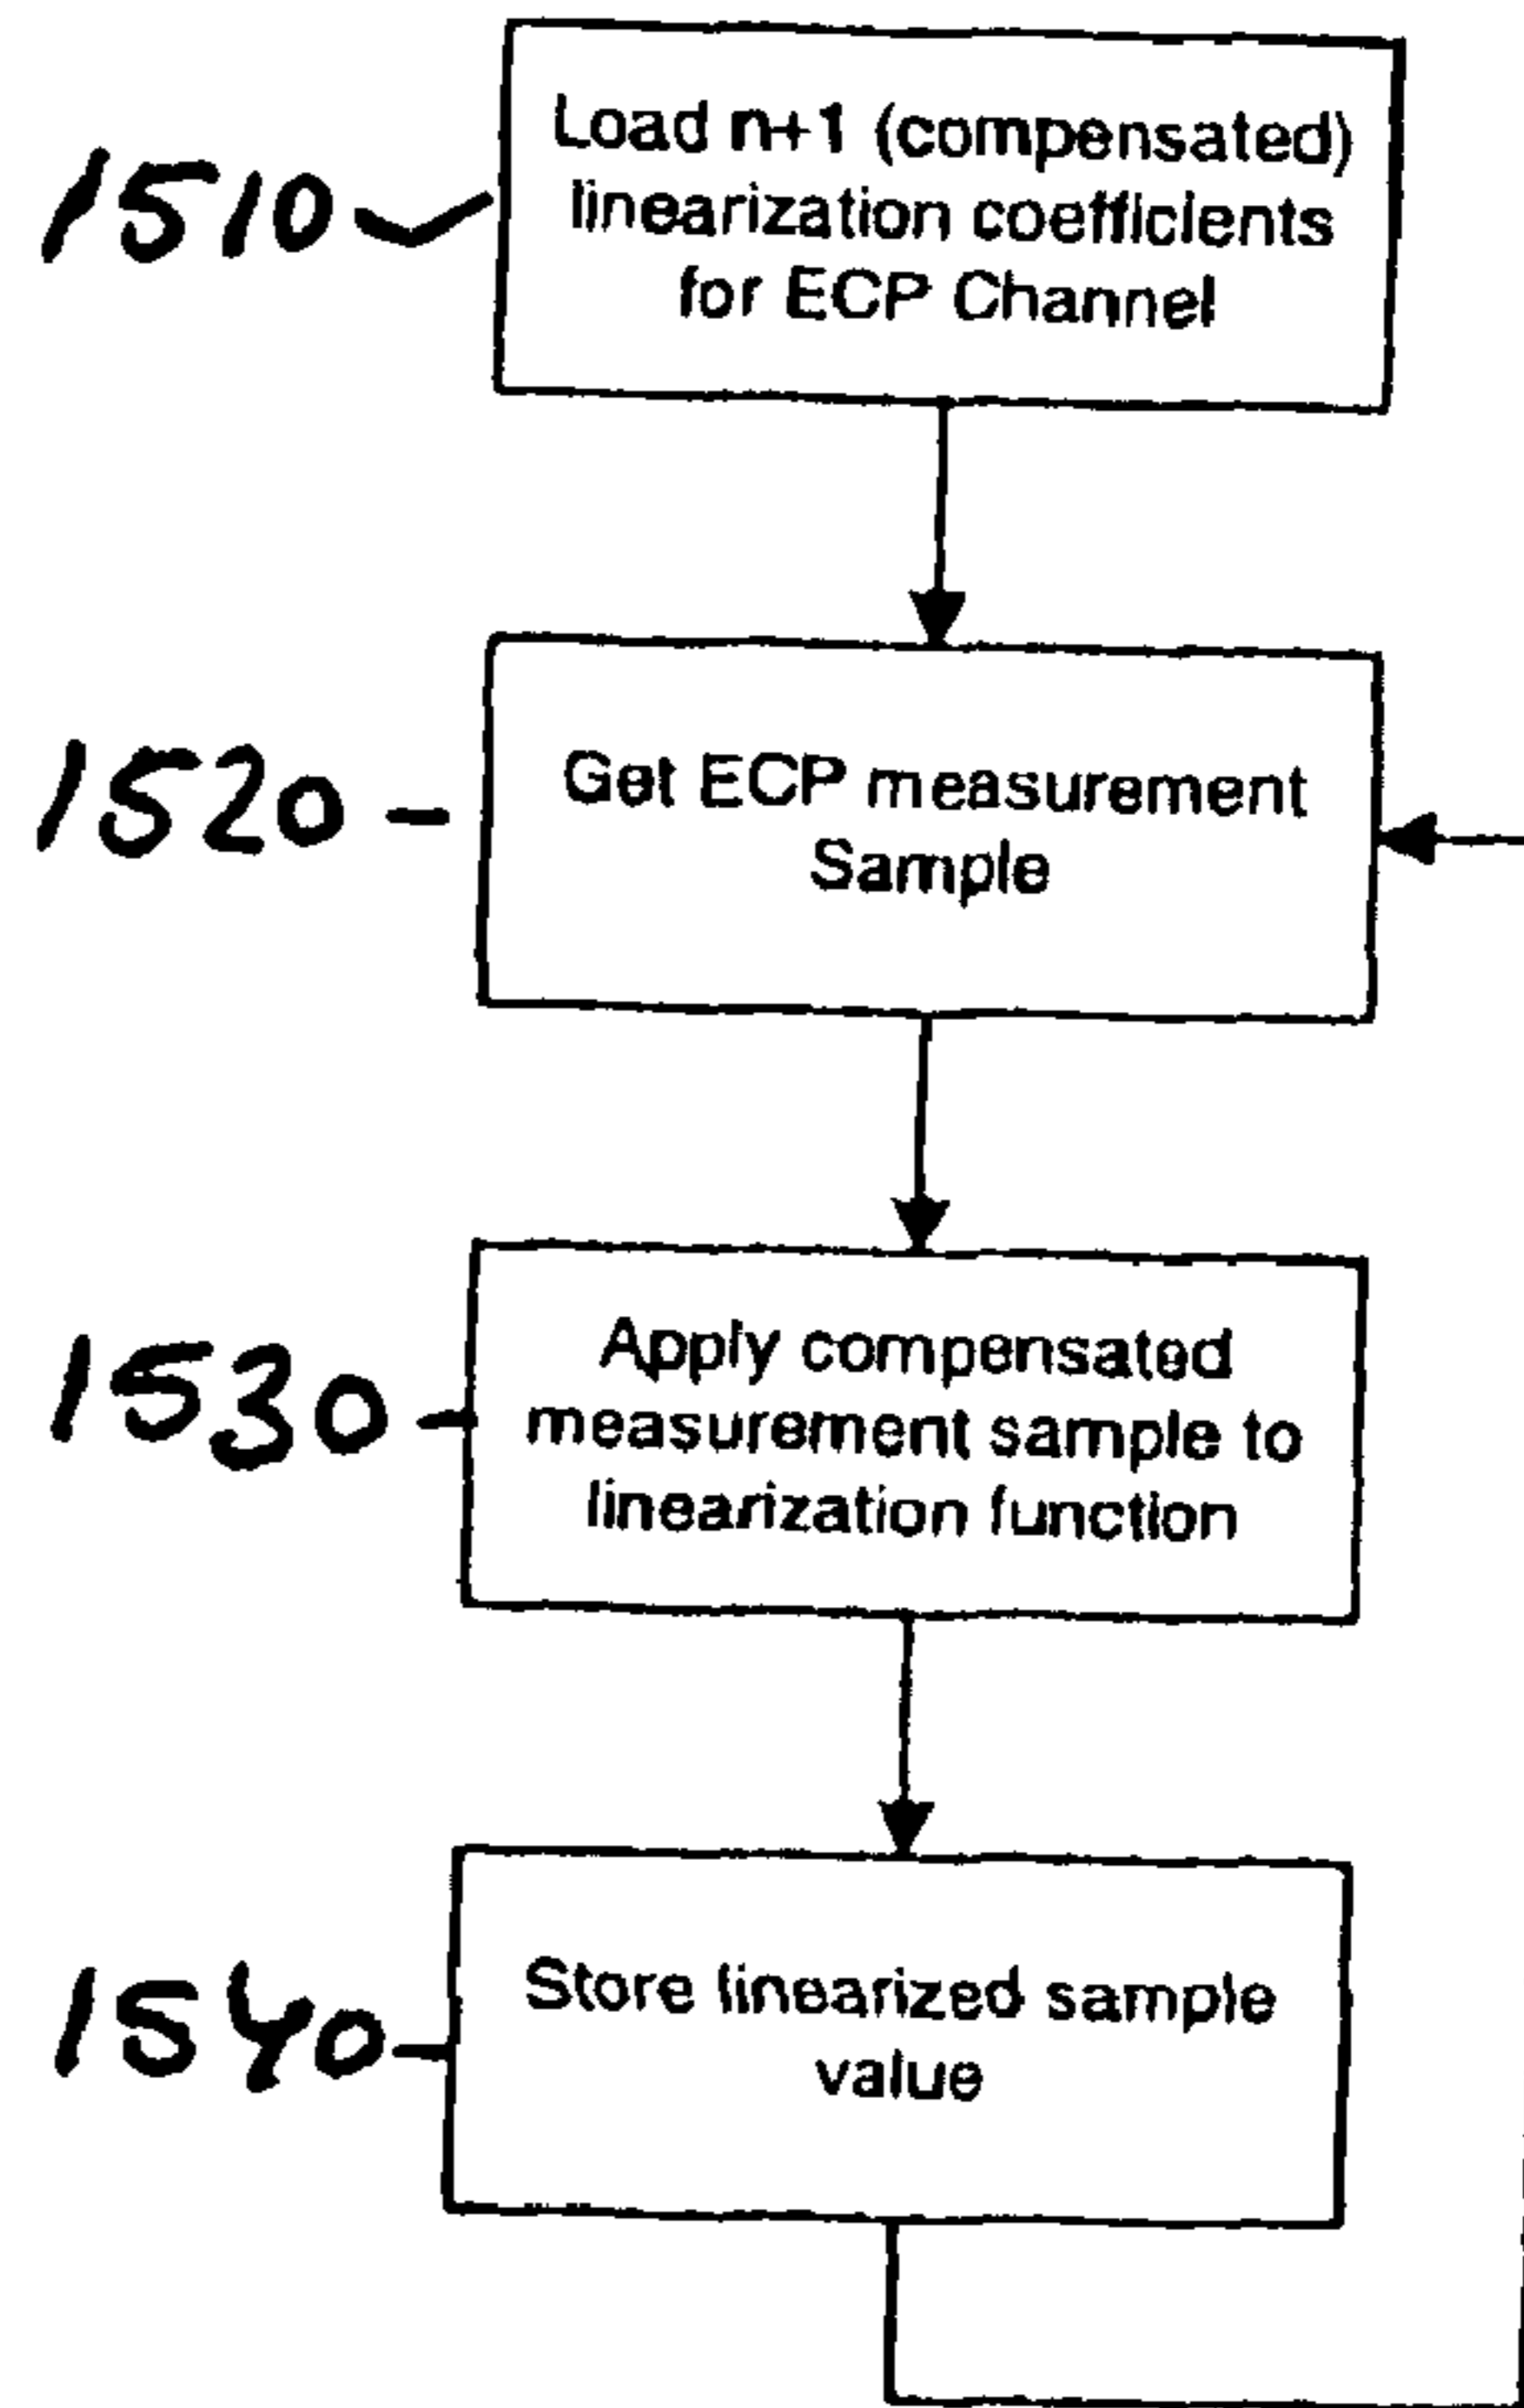 1510
Load n+1 (compensated)
linearization coefficients
for ECP Channel
1520
Get ECP measurement
Sample
1530
Apply compensated
measurement sample to
linearization function
1540
Store linearized sample
value